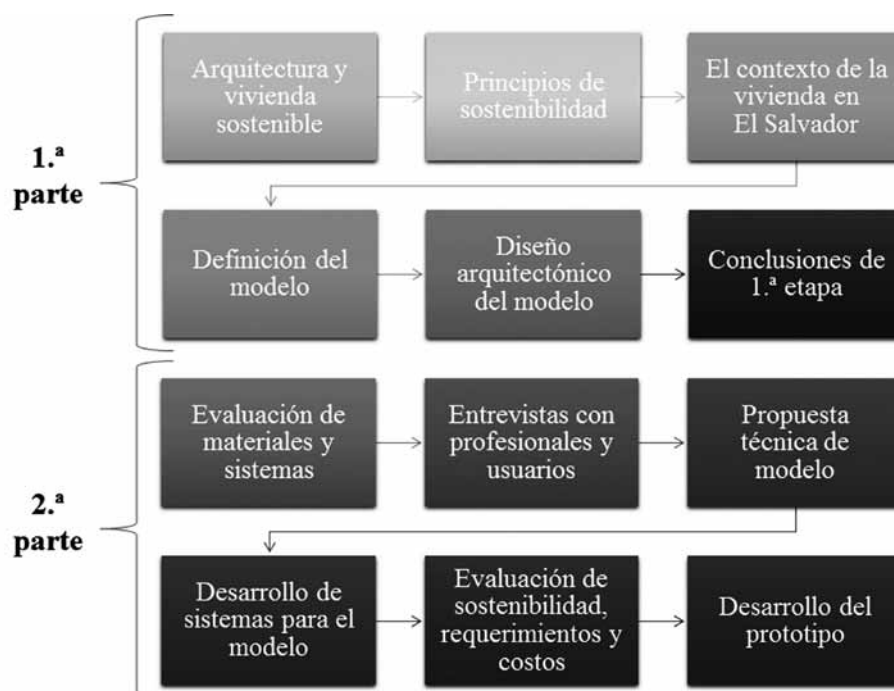 1.ª
parte
Arquitectura y
vivienda
sostenible
Principios de
sostenibilidad
El contexto de la
vivienda en
El Salvador
Definición del
modelo
Diseño
arquitectónico
del modelo
Conclusiones de
1.ª etapa
2.ª
parte
Evaluación de
materiales y
sistemas
Entrevistas con
profesionales y
usuarios
Propuesta
técnica de
modelo
Desarrollo de
sistemas para el
modelo
Evaluación de
sostenibilidad,
requerimientos y
costos
Desarrollo del
prototipo